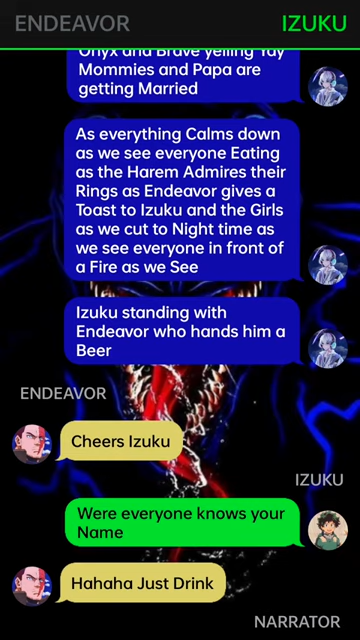 ENDEAVOR
IZUKU
Onyx and Brave yelling Yay
Mommies and Papa are
getting Married
As everything Calms down
as we see everyone Eating
as the Harem Admires their
Rings as Endeavor gives a
Toast to Izuku and the Girls
as we cut to Night time as
we see everyone in front of
a Fire as we See
Izuku standing with
Endeavor who hands him a
Beer
ENDEAVOR
Cheers Izuku
IZUKU
Were everyone knows your
Name
Hahaha Just Drink
NARRATOR